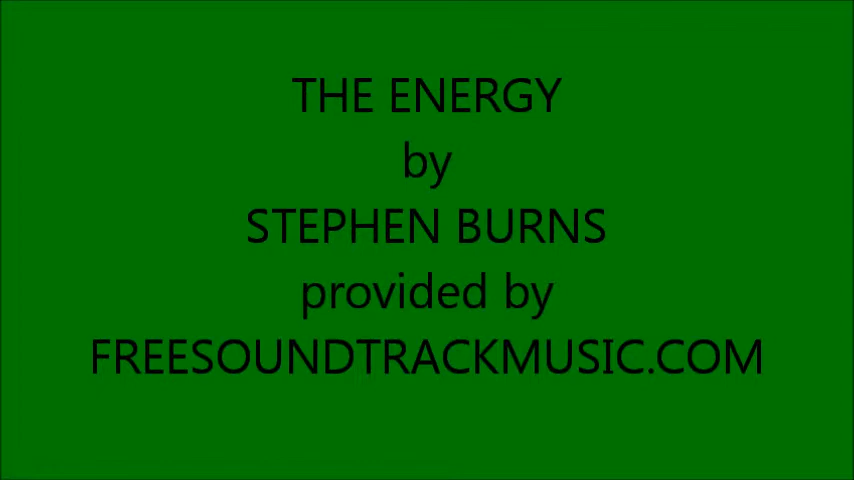 THE ENERGY
by
STEPHEN BURNS
provided by
FREESOUNDTRACKMUSIC.COM